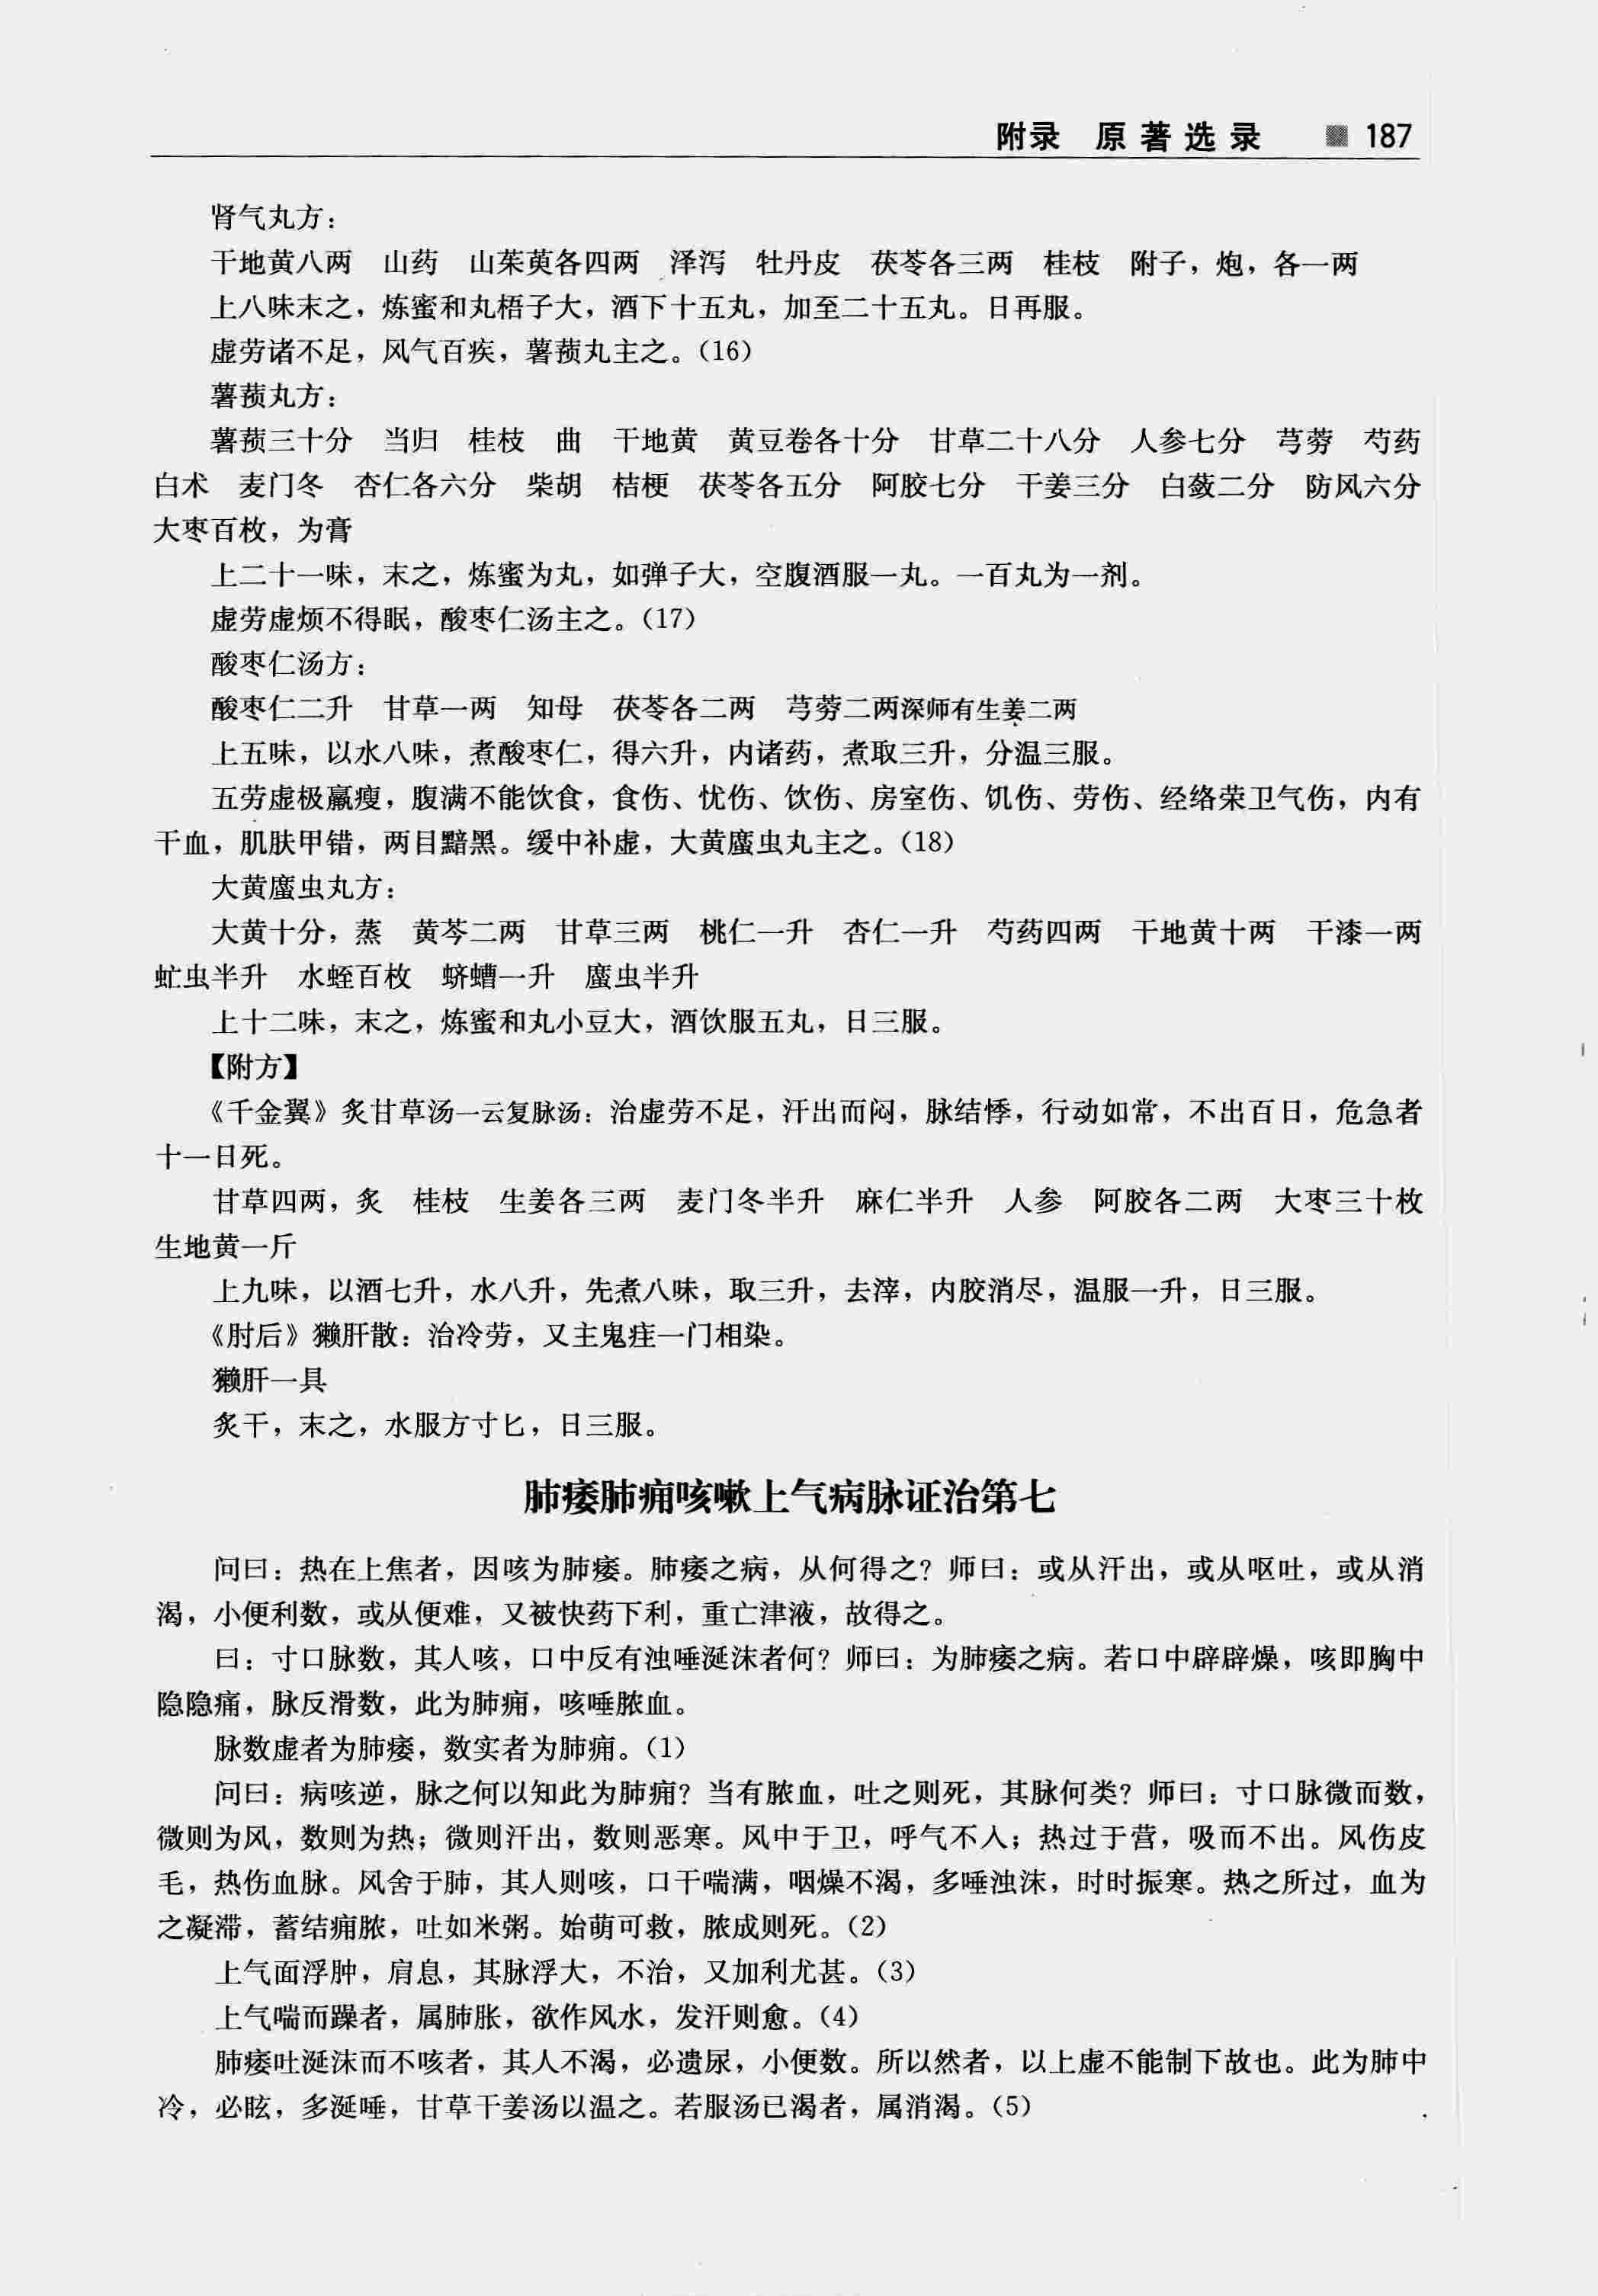 附录 原著选录 187
肾气丸方：
干地黄八两 山药 山茱萸各四两 泽泻 牡丹皮 茯苓各三两 桂枝 附子，炮，各一两
上八味末之，炼蜜和丸梧子大，酒下十五丸，加至二十五丸。日再服。
虚劳诸不足，风气百疾，薯蓣丸主之。（16）
薯蓣丸方：
薯蓣三十分 当归 桂枝 曲 干地黄 黄豆卷各十分 甘草二十八分 人参七分 芎䓖 芍药
白术 麦门冬 杏仁各六分 柴胡 桔梗 茯苓各五分 阿胶七分 干姜三分 白蔹二分 防风六分
大枣百枚，为膏
上二十一味，末之，炼蜜为丸，如弹子大，空腹酒服一丸。一百丸为一剂。
虚劳虚烦不得眠，酸枣仁汤主之。（17）
酸枣仁汤方：
酸枣仁二升 甘草一两 知母 茯苓各二两 芎䓖二两深师有生姜二两
上五味，以水八味，煮酸枣仁，得六升，内诸药，煮取三升，分温三服。
五劳虚极羸瘦，腹满不能饮食，食伤、忧伤、饮伤、房室伤、饥伤、劳伤、经络荣卫气伤，内有
干血，肌肤甲错，两目黯黑。缓中补虚，大黄䗪虫丸主之。（18）
大黄䗪虫丸方：
大黄十分，蒸 黄芩二两 甘草三两 桃仁一升 杏仁一升 芍药四两 干地黄十两 干漆一两
虻虫半升 水蛭百枚 蛴螬一升 䗪虫半升
上十二味，末之，炼蜜和丸小豆大，酒饮服五丸，日三服。
【附方】
《千金翼》炙甘草汤一云复脉汤：治虚劳不足，汗出而闷，脉结悸，行动如常，不出百日，危急者
十一日死。
甘草四两，炙 桂枝 生姜各三两 麦门冬半升 麻仁半升 人参 阿胶各二两 大枣三十枚
生地黄一斤
上九味，以酒七升，水八升，先煮八味，取三升，去滓，内胶消尽，温服一升，日三服。
《肘后》獭肝散：治冷劳，又主鬼疰一门相染。
獭肝一具
炙干，末之，水服方寸匕，日三服。
肺痿肺痈咳嗽上气病脉证治第七
问曰：热在上焦者，因咳为肺痿。肺痿之病，从何得之？师曰：或从汗出，或从呕吐，或从消
渴，小便利数，或从便难，又被快药下利，重亡津液，故得之。
曰：寸口脉数，其人咳，口中反有浊唾涎沫者何？师曰：为肺痿之病。若口中辟辟燥，咳即胸中
隐隐痛，脉反滑数，此为肺痈，咳唾脓血。
脉数虚者为肺痿，数实者为肺痈。（1）
问曰：病咳逆，脉之何以知此为肺痈？当有脓血，吐之则死，其脉何类？师曰：寸口脉微而数，
微则为风，数则为热；微则汗出，数则恶寒。风中于卫，呼气不入；热过于营，吸而不出。风伤皮
毛，热伤血脉。风舍于肺，其人则咳，口干喘满，咽燥不渴，多唾浊沫，时时振寒。热之所过，血为
之凝滞，蓄结痈脓，吐如米粥。始萌可救，脓成则死。（2）
上气面浮肿，肩息，其脉浮大，不治，又加利尤甚。（3）
上气喘而躁者，属肺胀，欲作风水，发汗则愈。（4）
肺痿吐涎沫而不咳者，其人不渴，必遗尿，小便数。所以然者，以上虚不能制下故也。此为肺中
冷，必眩，多涎唾，甘草干姜汤以温之。若服汤已渴者，属消渴。（5）